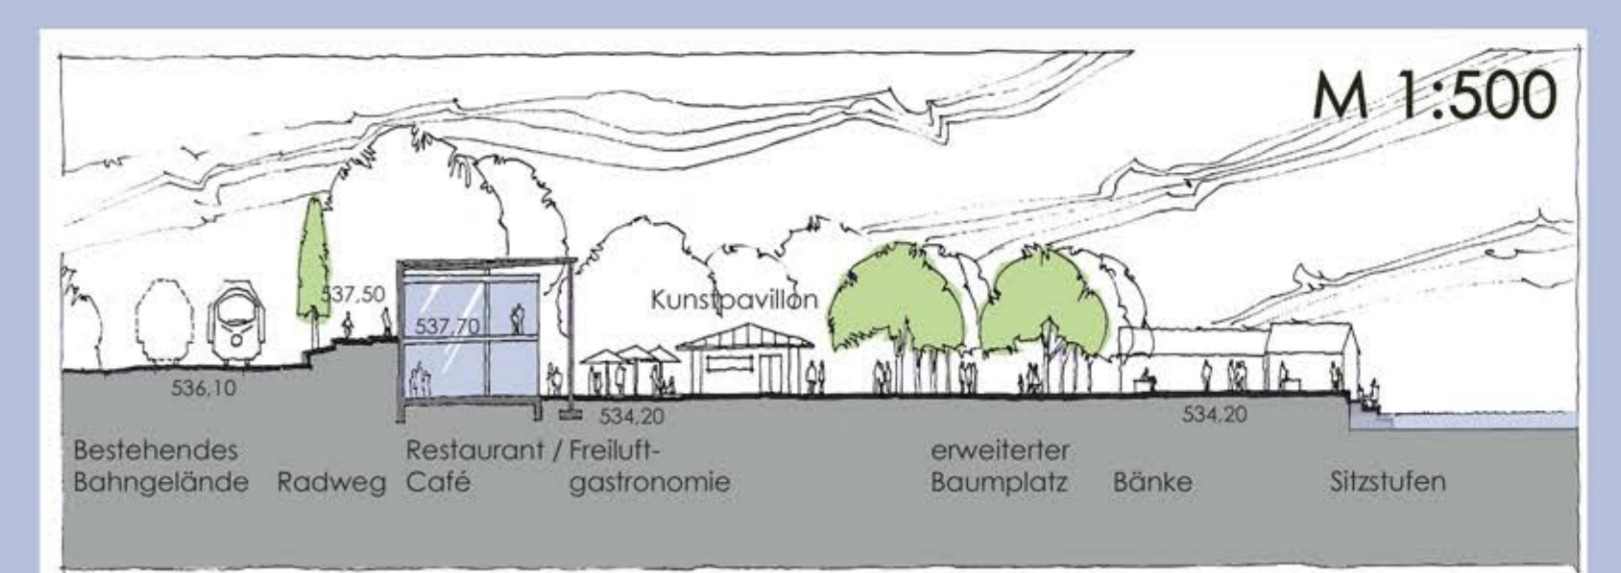 M 1:500
Kunstpavillon
537,50
537,70
536,10
534,20
534,20
Bestehendes
Bahngelände
Radweg
Restaurant /
Café
Freiluft-
gastronomie
erweiterter
Baumplatz
Bänke
Sitzstufen